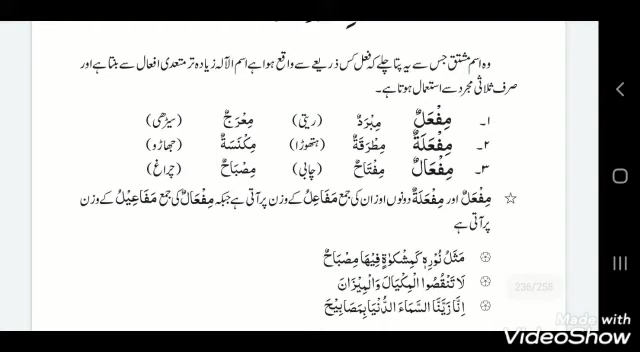 وہ اسم مشتق جس سے یہ پتا چلے کہ فعل کس ذریعے سے واقع ہوا ہے اسم الآلہ زیادہ تر متعدی افعال سے بنتا ہے اور
صرف ثلاثی مجرد سے استعمال ہوتا ہے۔
۱۔ مِفْعَلٌ مِبْرَدٌ (ریتی) مِعْرَجٌ (سیڑھی)
۲۔ مِفْعَلَةٌ مِطْرَقَةٌ (ہتھوڑا) مِکْنَسَةٌ (جھاڑو)
۳۔ مِفْعَالٌ مِفْتَاحٌ (چابی) مِصْبَاحٌ (چراغ)
☆ مِفْعَلٌ اور مِفْعَلَةٌ دونوں اوزان کی جمع مَفَاعِلُ کے وزن پر آتی ہے جبکہ مِفْعَالٌ کی جمع مَفَاعِیْلُ کے وزن
پر آتی ہے
مَثَلُ نُوْرِہٖ کَمِشْکٰوةٍ فِیْهَا مِصْبَاحٌ
لَا تَنْقُصُوا الْمِکْیَالَ وَالْمِیْزَانَ
اِنَّا زَیَّنَّا السَّمَاءَ الدُّنْیَا بِمَصَابِیْحَ
236/258
Made with
VideoShow